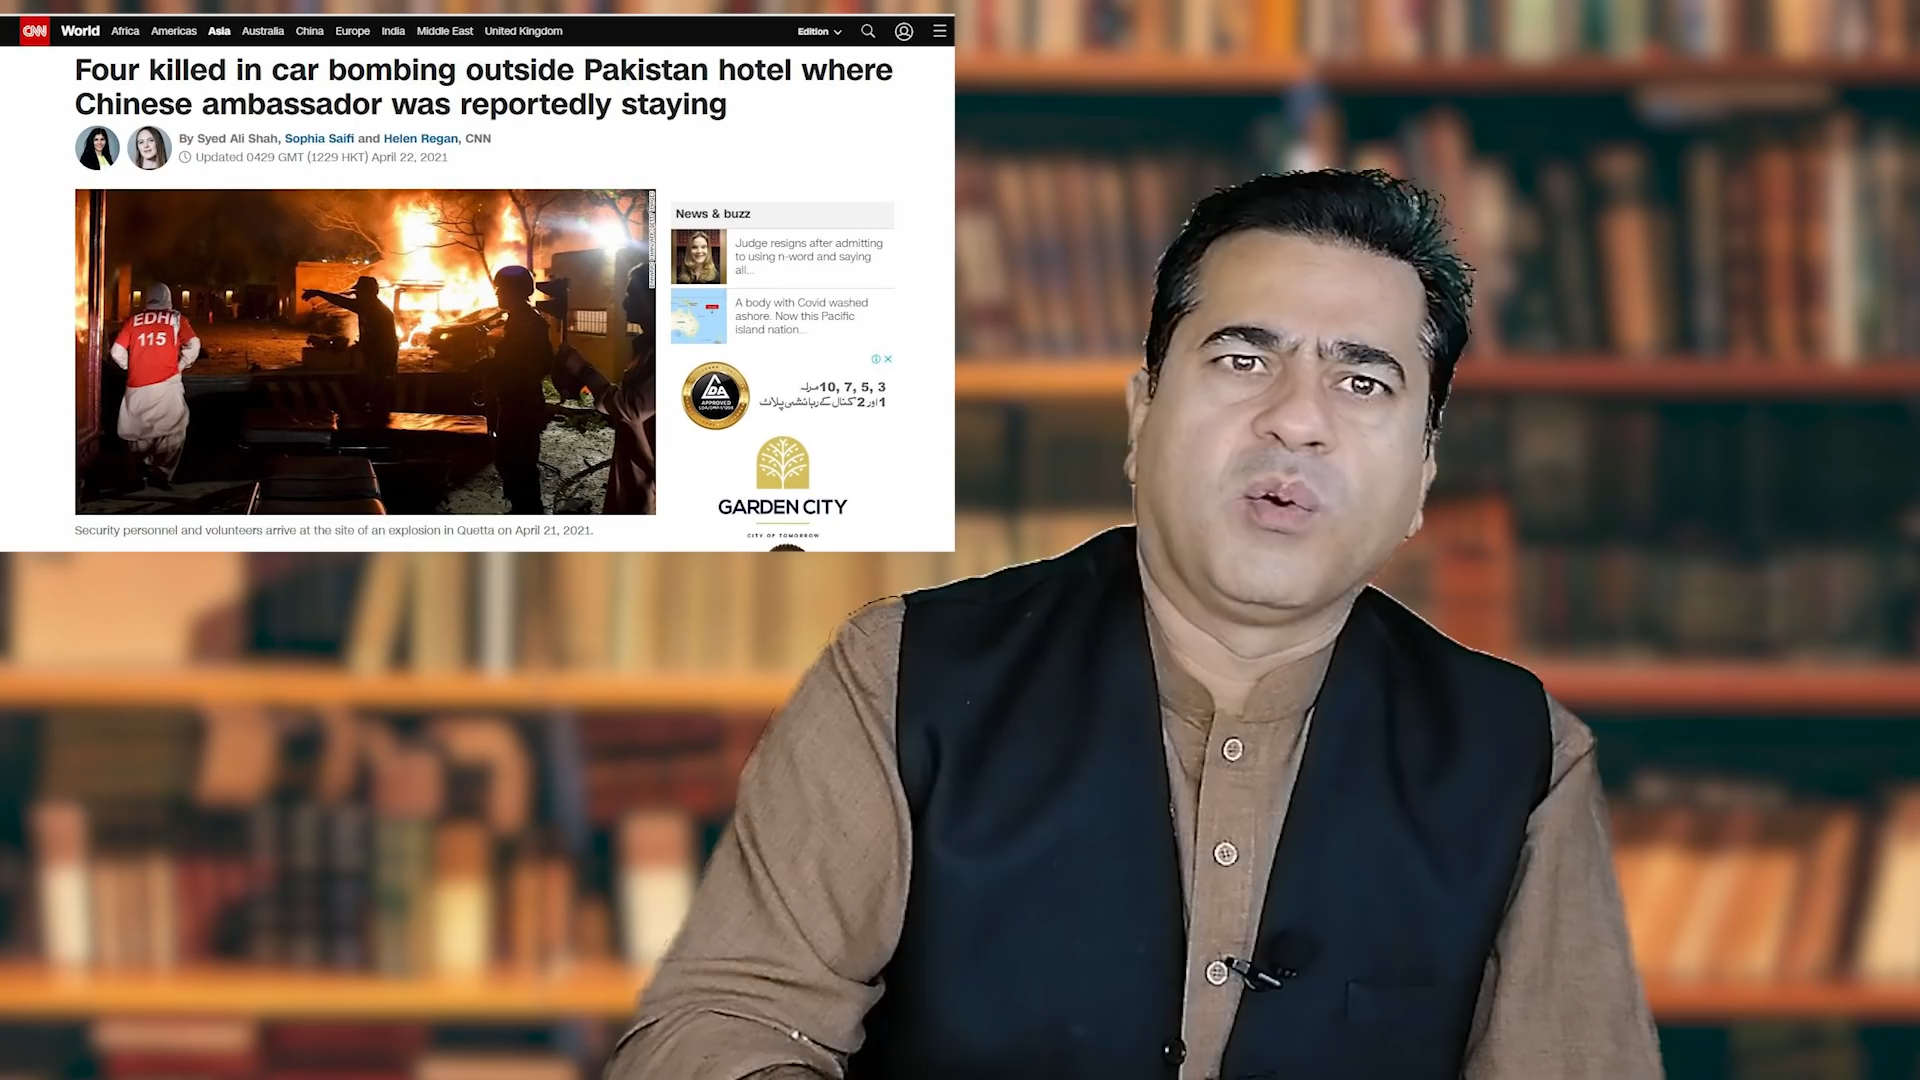 CNN World Africa Americas Asia Australia China Europe India Middle East United Kingdom Edition
Four killed in car bombing outside Pakistan hotel where
Chinese ambassador was reportedly staying
By Syed Ali Shah, Sophia Saifi and Helen Regan, CNN
Updated 0429 GMT (1229 HKT) April 22, 2021
EDHI
115
Security personnel and volunteers arrive at the site of an explosion in Quetta on April 21, 2021.
News & buzz
Judge resigns after admitting
to using n-word and saying
all...
A body with Covid washed
ashore. Now this Pacific
island nation...
LDA
APPROVED
3, 5, 7, 10 مرلہ
1 اور 2 کنال کے رہائشی پلاٹ
GARDEN CITY
CITY OF TOMORROW